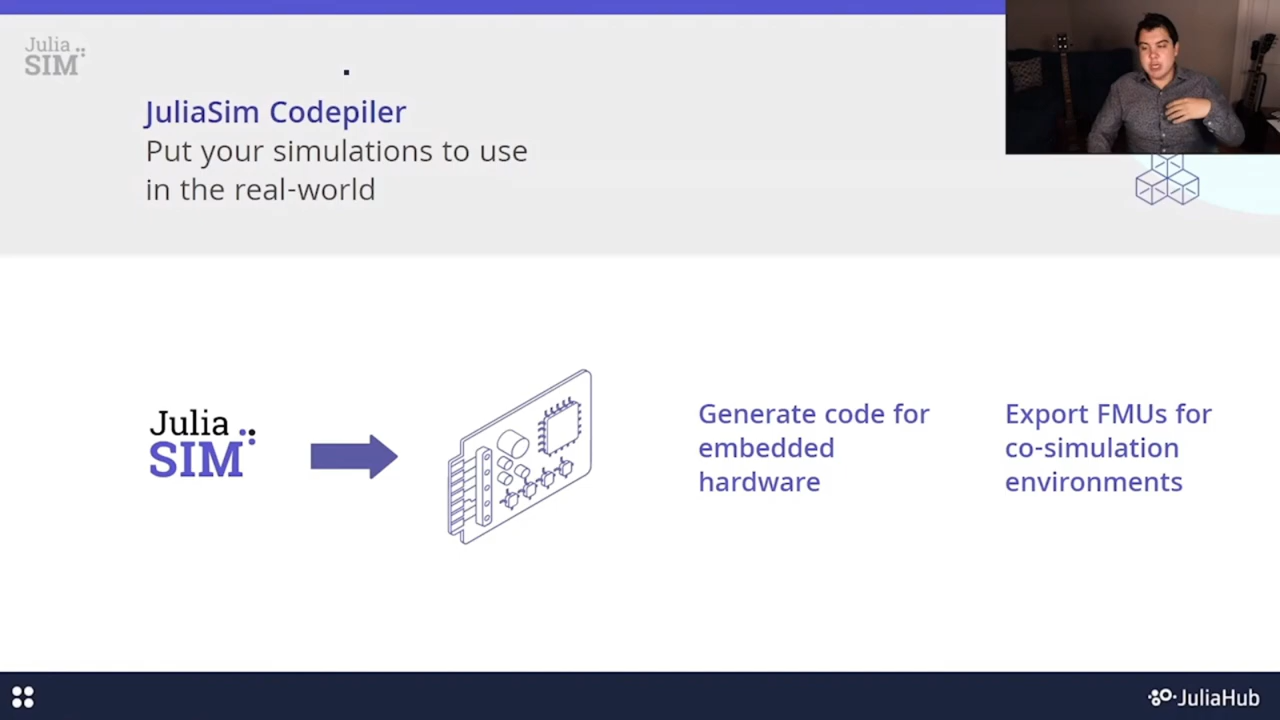 Julia
SIM
JuliaSim Codepiler
Put your simulations to use
in the real-world
Julia
SIM
Generate code for
embedded
hardware
Export FMUs for
co-simulation
environments
JuliaHub